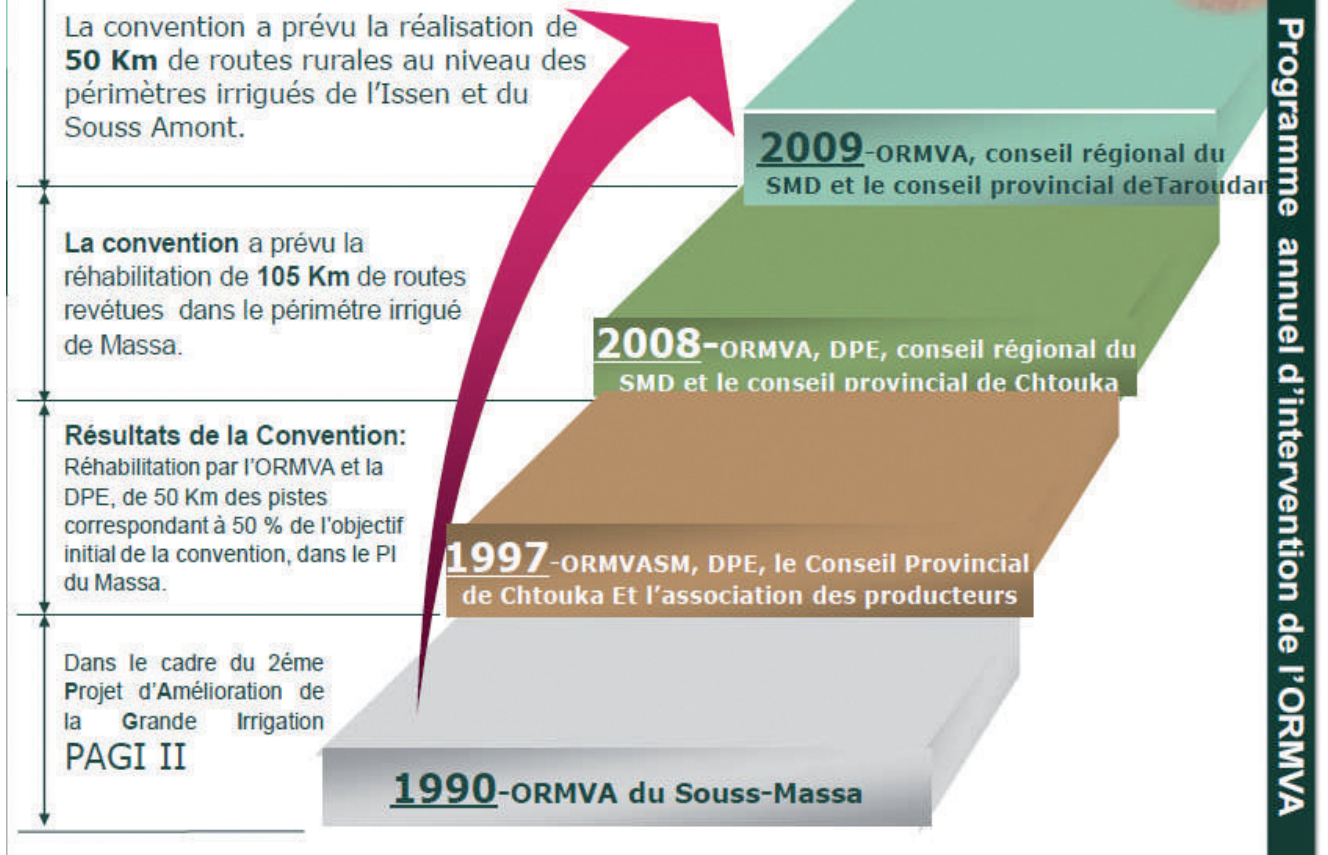 La convention a prévu la réalisation de
50 Km de routes rurales au niveau des
périmètres irrigués de l'Issen et du
Souss Amont.
2009-ORMVA, conseil régional du
SMD et le conseil provincial deTaroudan
La convention a prévu la
réhabilitation de 105 Km de routes
revétues dans le périmétre irrigué
de Massa.
2008-ORMVA, DPE, conseil régional du
SMD et le conseil provincial de Chtouka
Résultats de la Convention:
Réhabilitation par l'ORMVA et la
DPE, de 50 Km des pistes
correspondant à 50 % de l'objectif
initial de la convention, dans le PI
du Massa.
1997-ORMVASM, DPE, le Conseil Provincial
de Chtouka Et l'association des producteurs
Dans le cadre du 2éme
Projet d'Amélioration de
la Grande Irrigation
PAGI II
1990-ORMVA du Souss-Massa
Programme annuel d'intervention de l'ORMVA